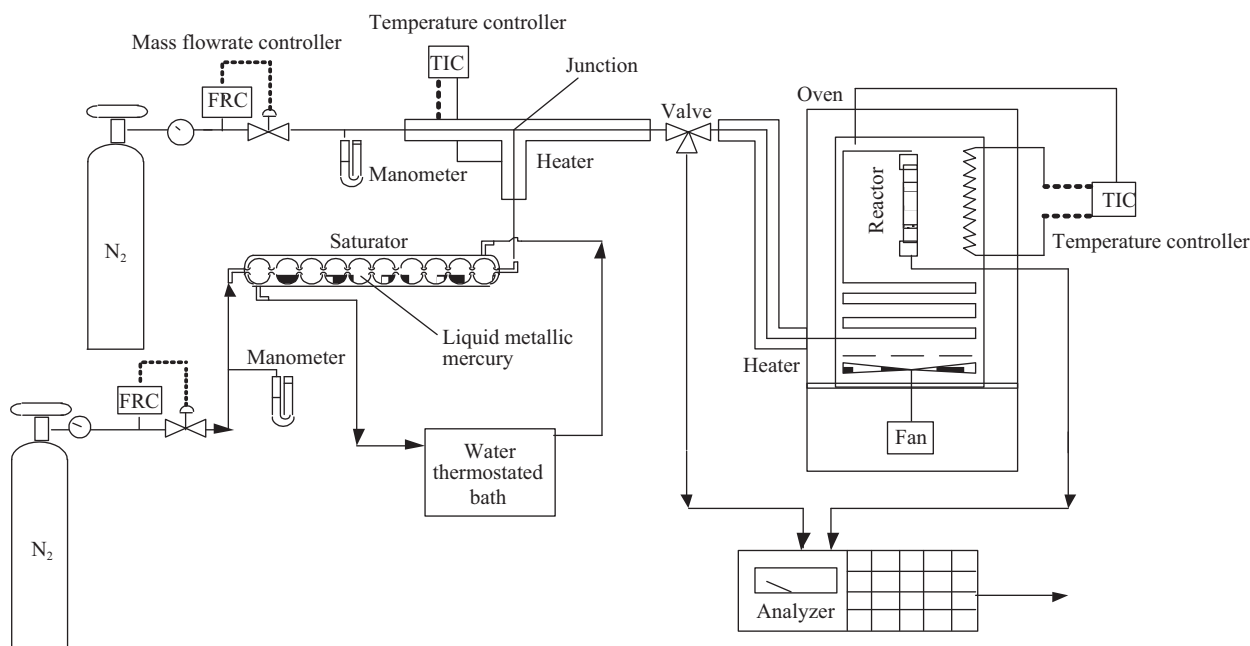 Temperature controller
Mass flowrate controller
TIC
Junction
FRC
Valve
Oven
Heater
Manometer
Reactor
TIC
Temperature controller
N2
Saturator
Liquid metallic
mercury
Manometer
Heater
FRC
Fan
Water
thermostated
bath
N2
Analyzer